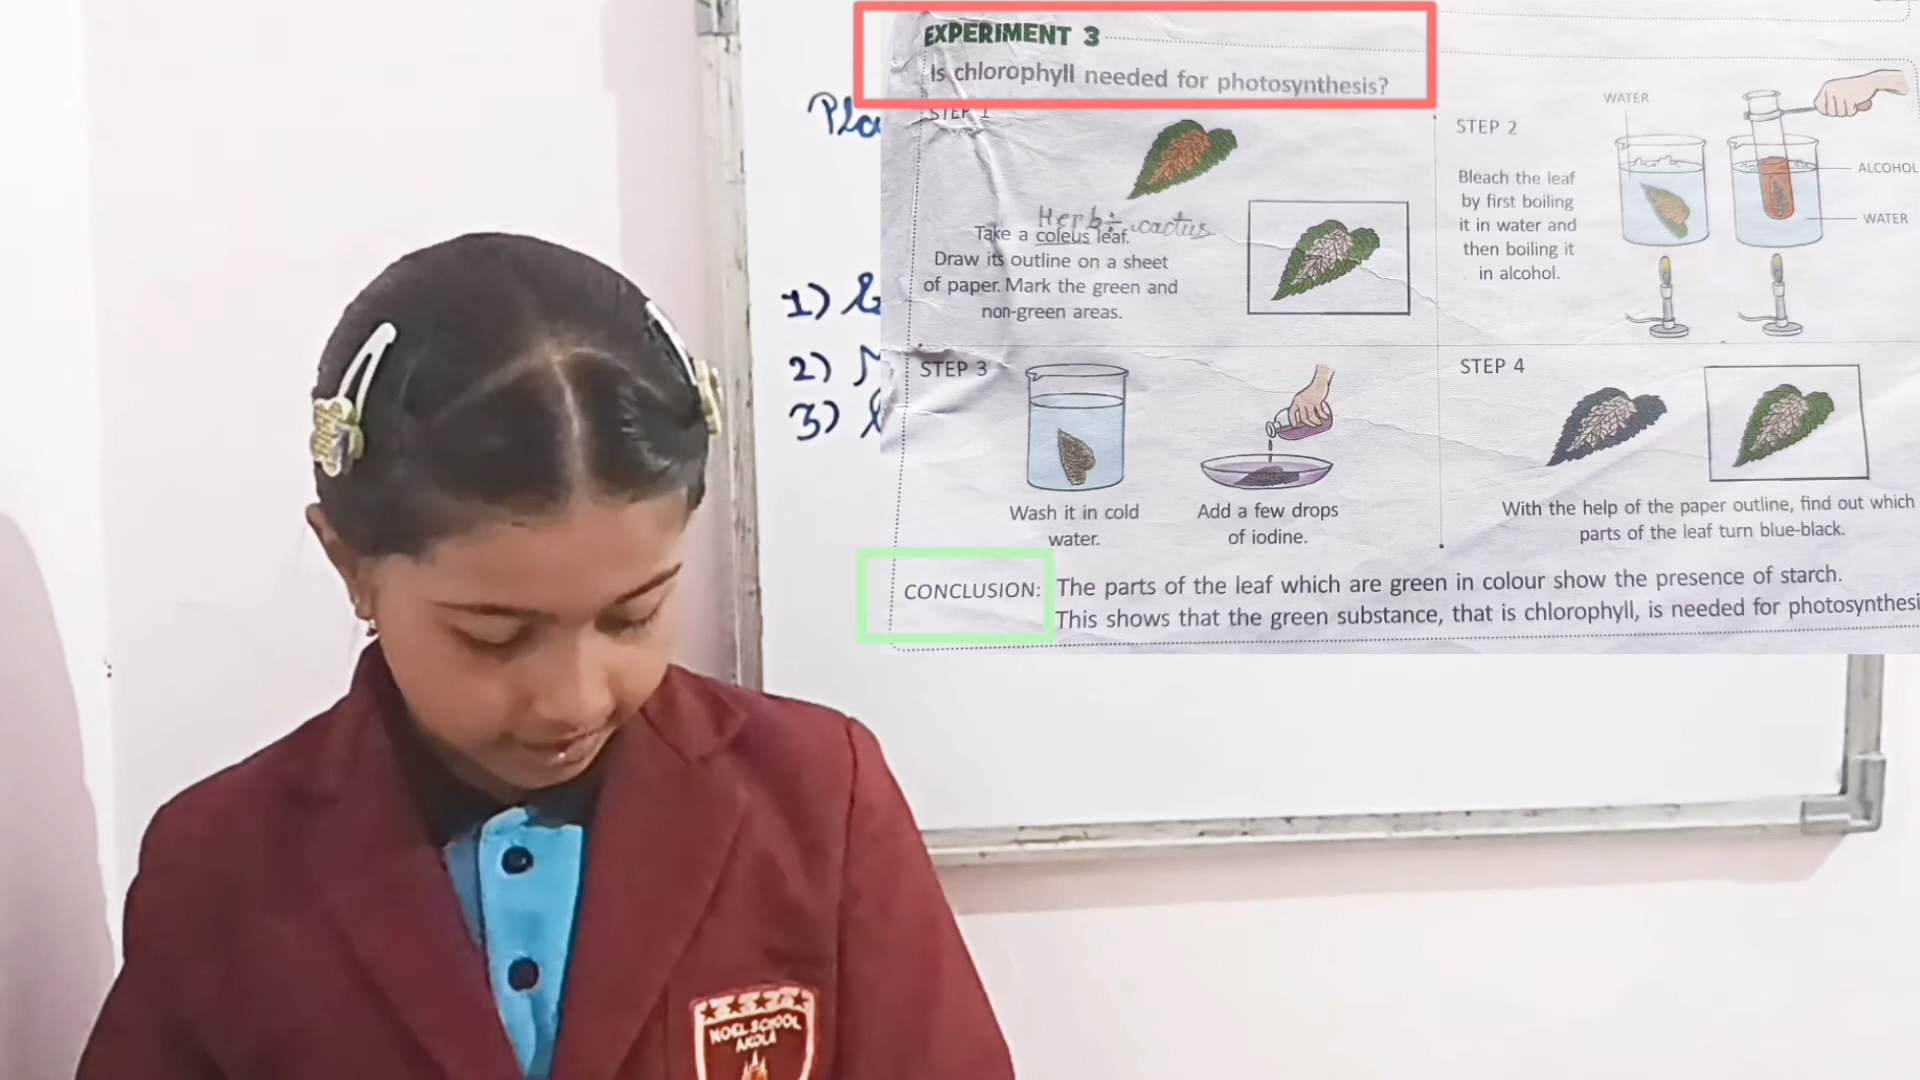 EXPERIMENT 3
Is chlorophyll needed for photosynthesis?
STEP 1
Herb÷ cactus
Take a coleus leaf.
Draw its outline on a sheet
of paper. Mark the green and
non-green areas.
STEP 2
Bleach the leaf
by first boiling
it in water and
then boiling it
in alcohol.
WATER
ALCOHOL
WATER
STEP 3
Wash it in cold
water.
Add a few drops
of iodine.
STEP 4
With the help of the paper outline, find out which
parts of the leaf turn blue-black.
CONCLUSION: The parts of the leaf which are green in colour show the presence of starch.
This shows that the green substance, that is chlorophyll, is needed for photosynthesi
Pla
1)
2)
3)
NOEL SCHOOL
AKOLA